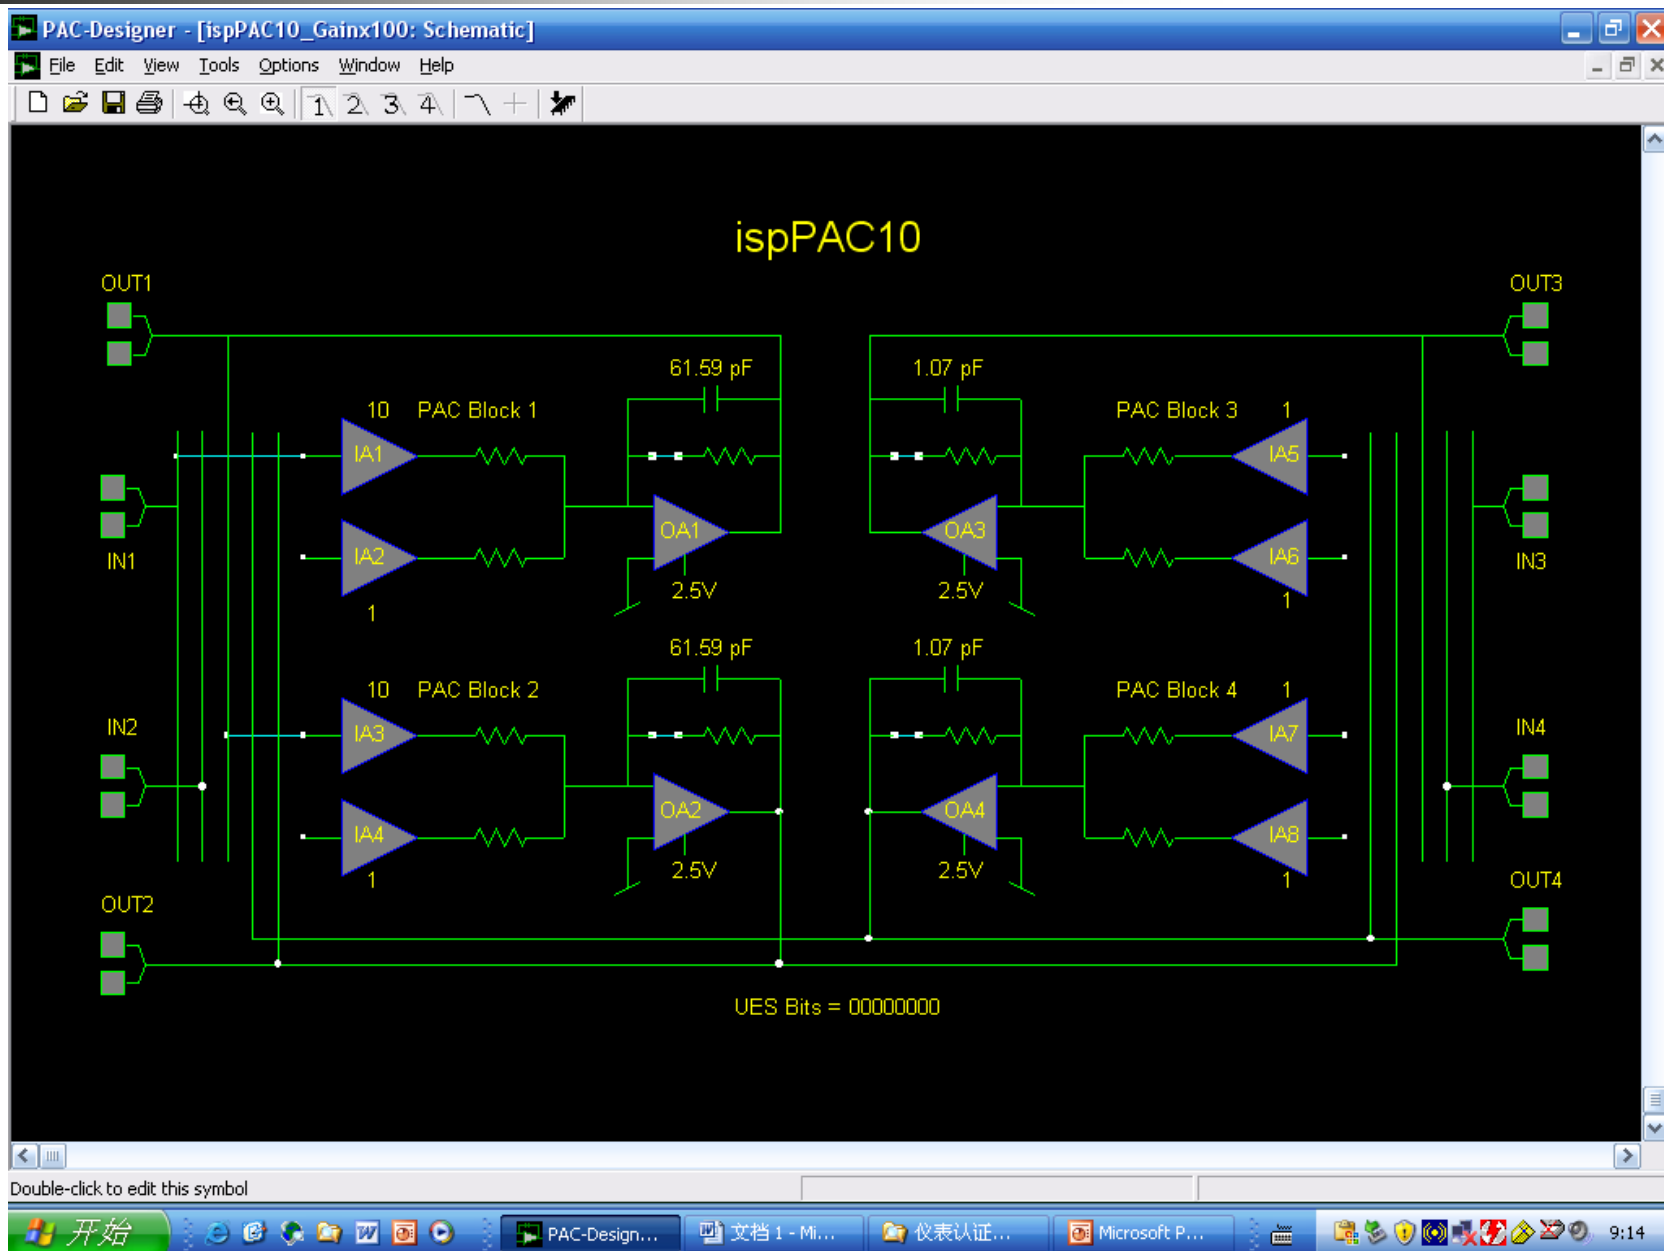 PAC-Designer - [ispPAC10_Gainx100: Schematic]
File Edit View Tools Options Window Help
1 2 3 4
ispPAC10
OUT1
OUT3
61.59 pF
1.07 pF
10 PAC Block 1
PAC Block 3 1
IA1
IA5
OA1
OA3
IA2
IA6
IN1
IN3
2.5V
2.5V
1
1
61.59 pF
1.07 pF
10 PAC Block 2
PAC Block 4 1
IN2
IN4
IA3
IA7
OA2
OA4
IA4
IA8
2.5V
2.5V
1
1
OUT2
OUT4
UES Bits = 00000000
Double-click to edit this symbol
开始
PAC-Design...
文档 1 - Mi...
仪表认证...
Microsoft P...
9:14